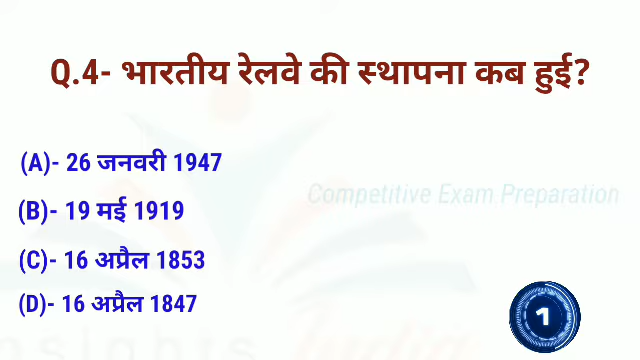 Q.4- भारतीय रेलवे की स्थापना कब हुई?
(A)- 26 जनवरी 1947
(B)- 19 मई 1919
Competitive Exam Preparation
(C)- 16 अप्रैल 1853
(D)- 16 अप्रैल 1847
1